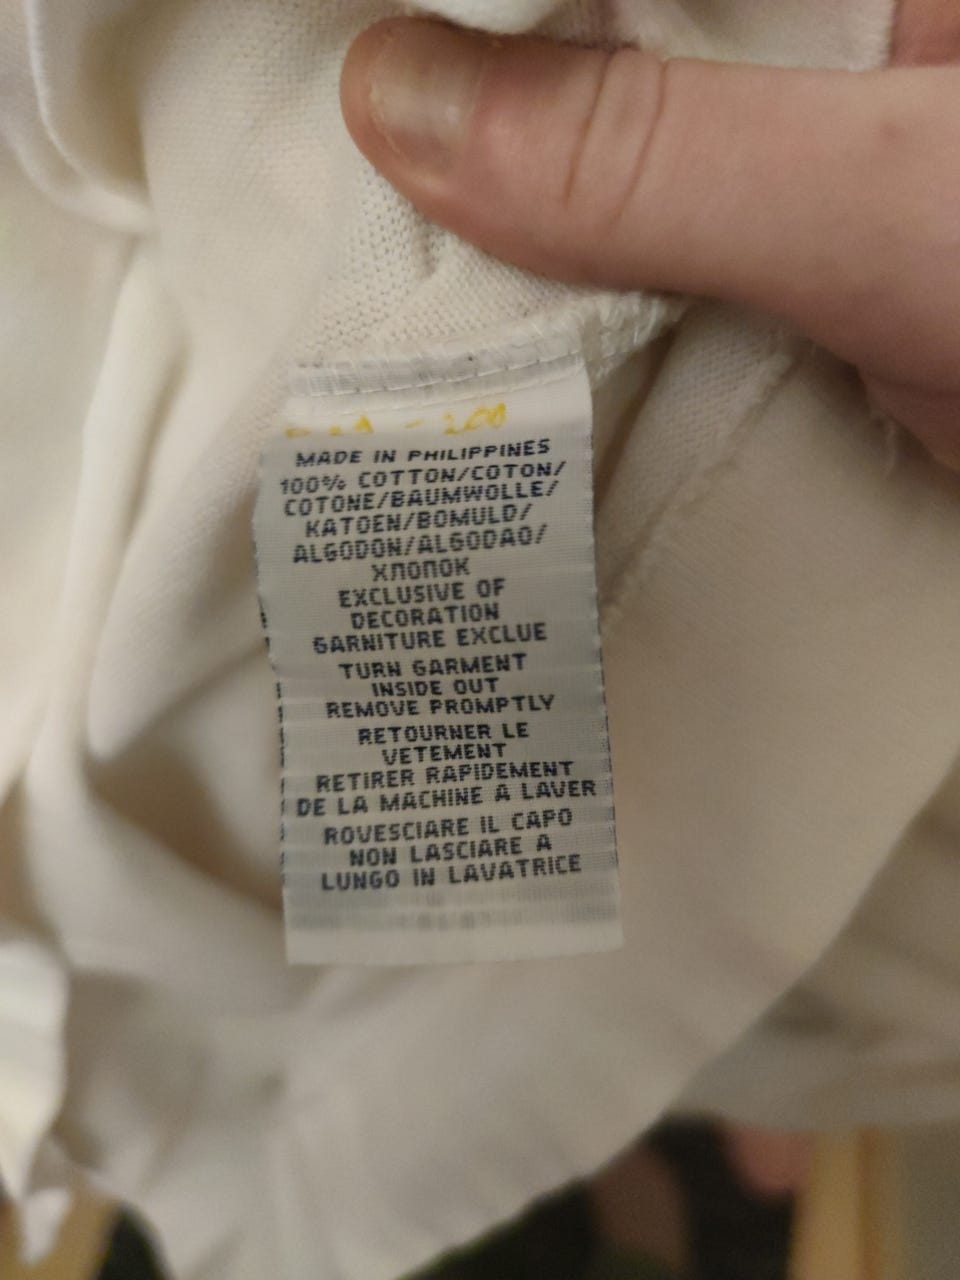 MADE IN PHILIPPINES
100% COTTON/COTON/
COTONE/BAUMWOLLE/
KATOEN/BOMULD/
ALGODON/ALGODAO/
ХЛОПОК
EXCLUSIVE OF
DECORATION
GARNITURE EXCLUE
TURN GARMENT
INSIDE OUT
REMOVE PROMPTLY
RETOURNER LE
VETEMENT
RETIRER RAPIDEMENT
DE LA MACHINE A LAVER
ROVESCIARE IL CAPO
NON LASCIARE A
LUNGO IN LAVATRICE